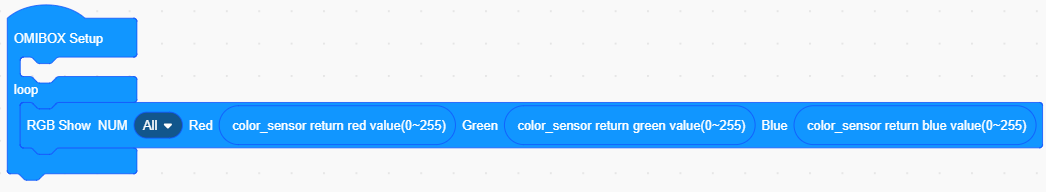 OMIBOX Setup
loop
RGB Show NUM All Red color_sensor return red value(0~255) Green color_sensor return green value(0~255) Blue color_sensor return blue value(0~255)